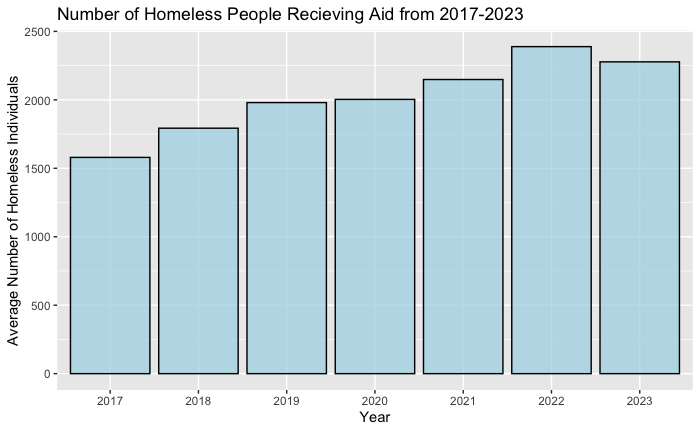 Number of Homeless People Recieving Aid from 2017-2023
Average Number of Homeless Individuals
2500
2000
1500
1000
500
0
2017 2018 2019 2020 2021 2022 2023
Year